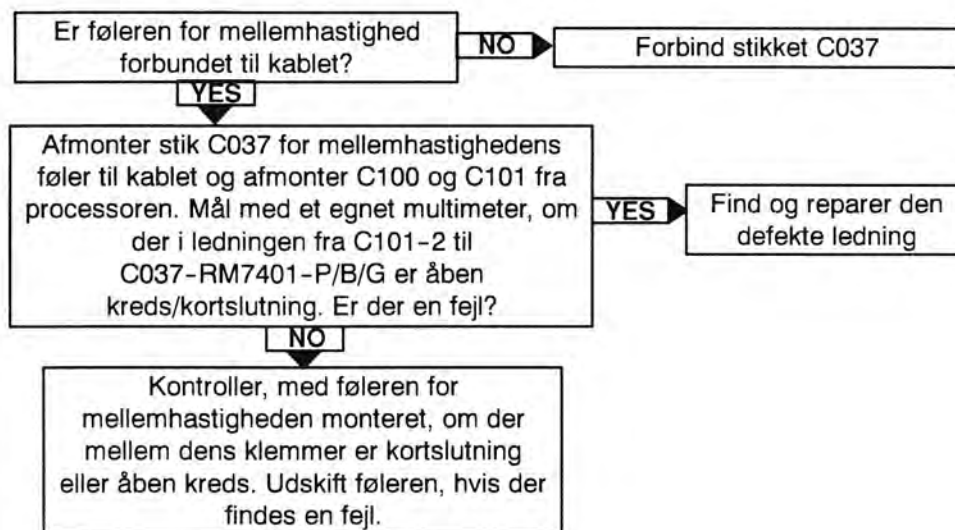 Er føleren for mellemhastighed
forbundet til kablet?
NO
Forbind stikket C037
YES
Afmonter stik C037 for mellemhastighedens
føler til kablet og afmonter C100 og C101 fra
processoren. Mål med et egnet multimeter, om
der i ledningen fra C101-2 til
C037-RM7401-P/B/G er åben
kreds/kortslutning. Er der en fejl?
YES
Find og reparer den
defekte ledning
NO
Kontroller, med føleren for
mellemhastigheden monteret, om der
mellem dens klemmer er kortslutning
eller åben kreds. Udskift føleren, hvis der
findes en fejl.